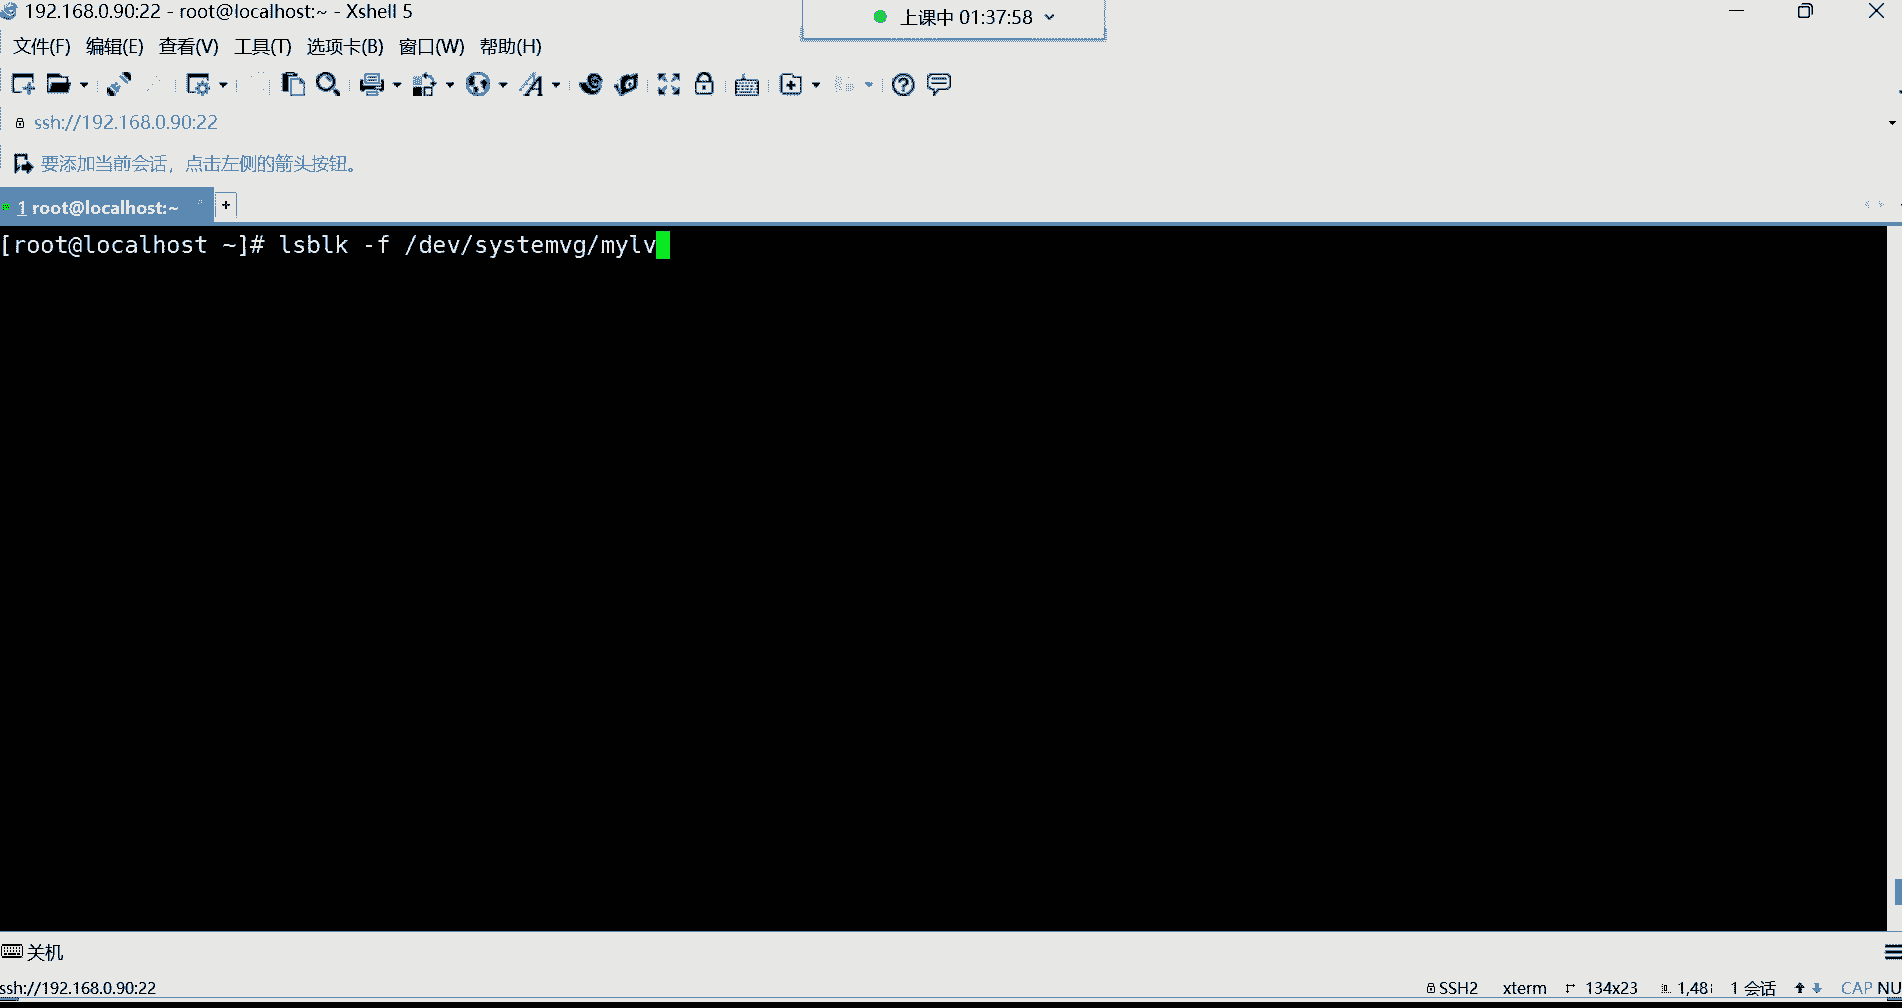 192.168.0.90:22 - root@localhost:~ - Xshell 5
上课中 01:37:58
文件(F) 编辑(E) 查看(V) 工具(T) 选项卡(B) 窗口(W) 帮助(H)
ssh://192.168.0.90:22
要添加当前会话，点击左侧的箭头按钮。
1 root@localhost:~ +
[root@localhost ~]# lsblk -f /dev/systemvg/mylv
关机
ssh://192.168.0.90:22 SSH2 xterm 134x23 1,48 1 会话 CAP NU